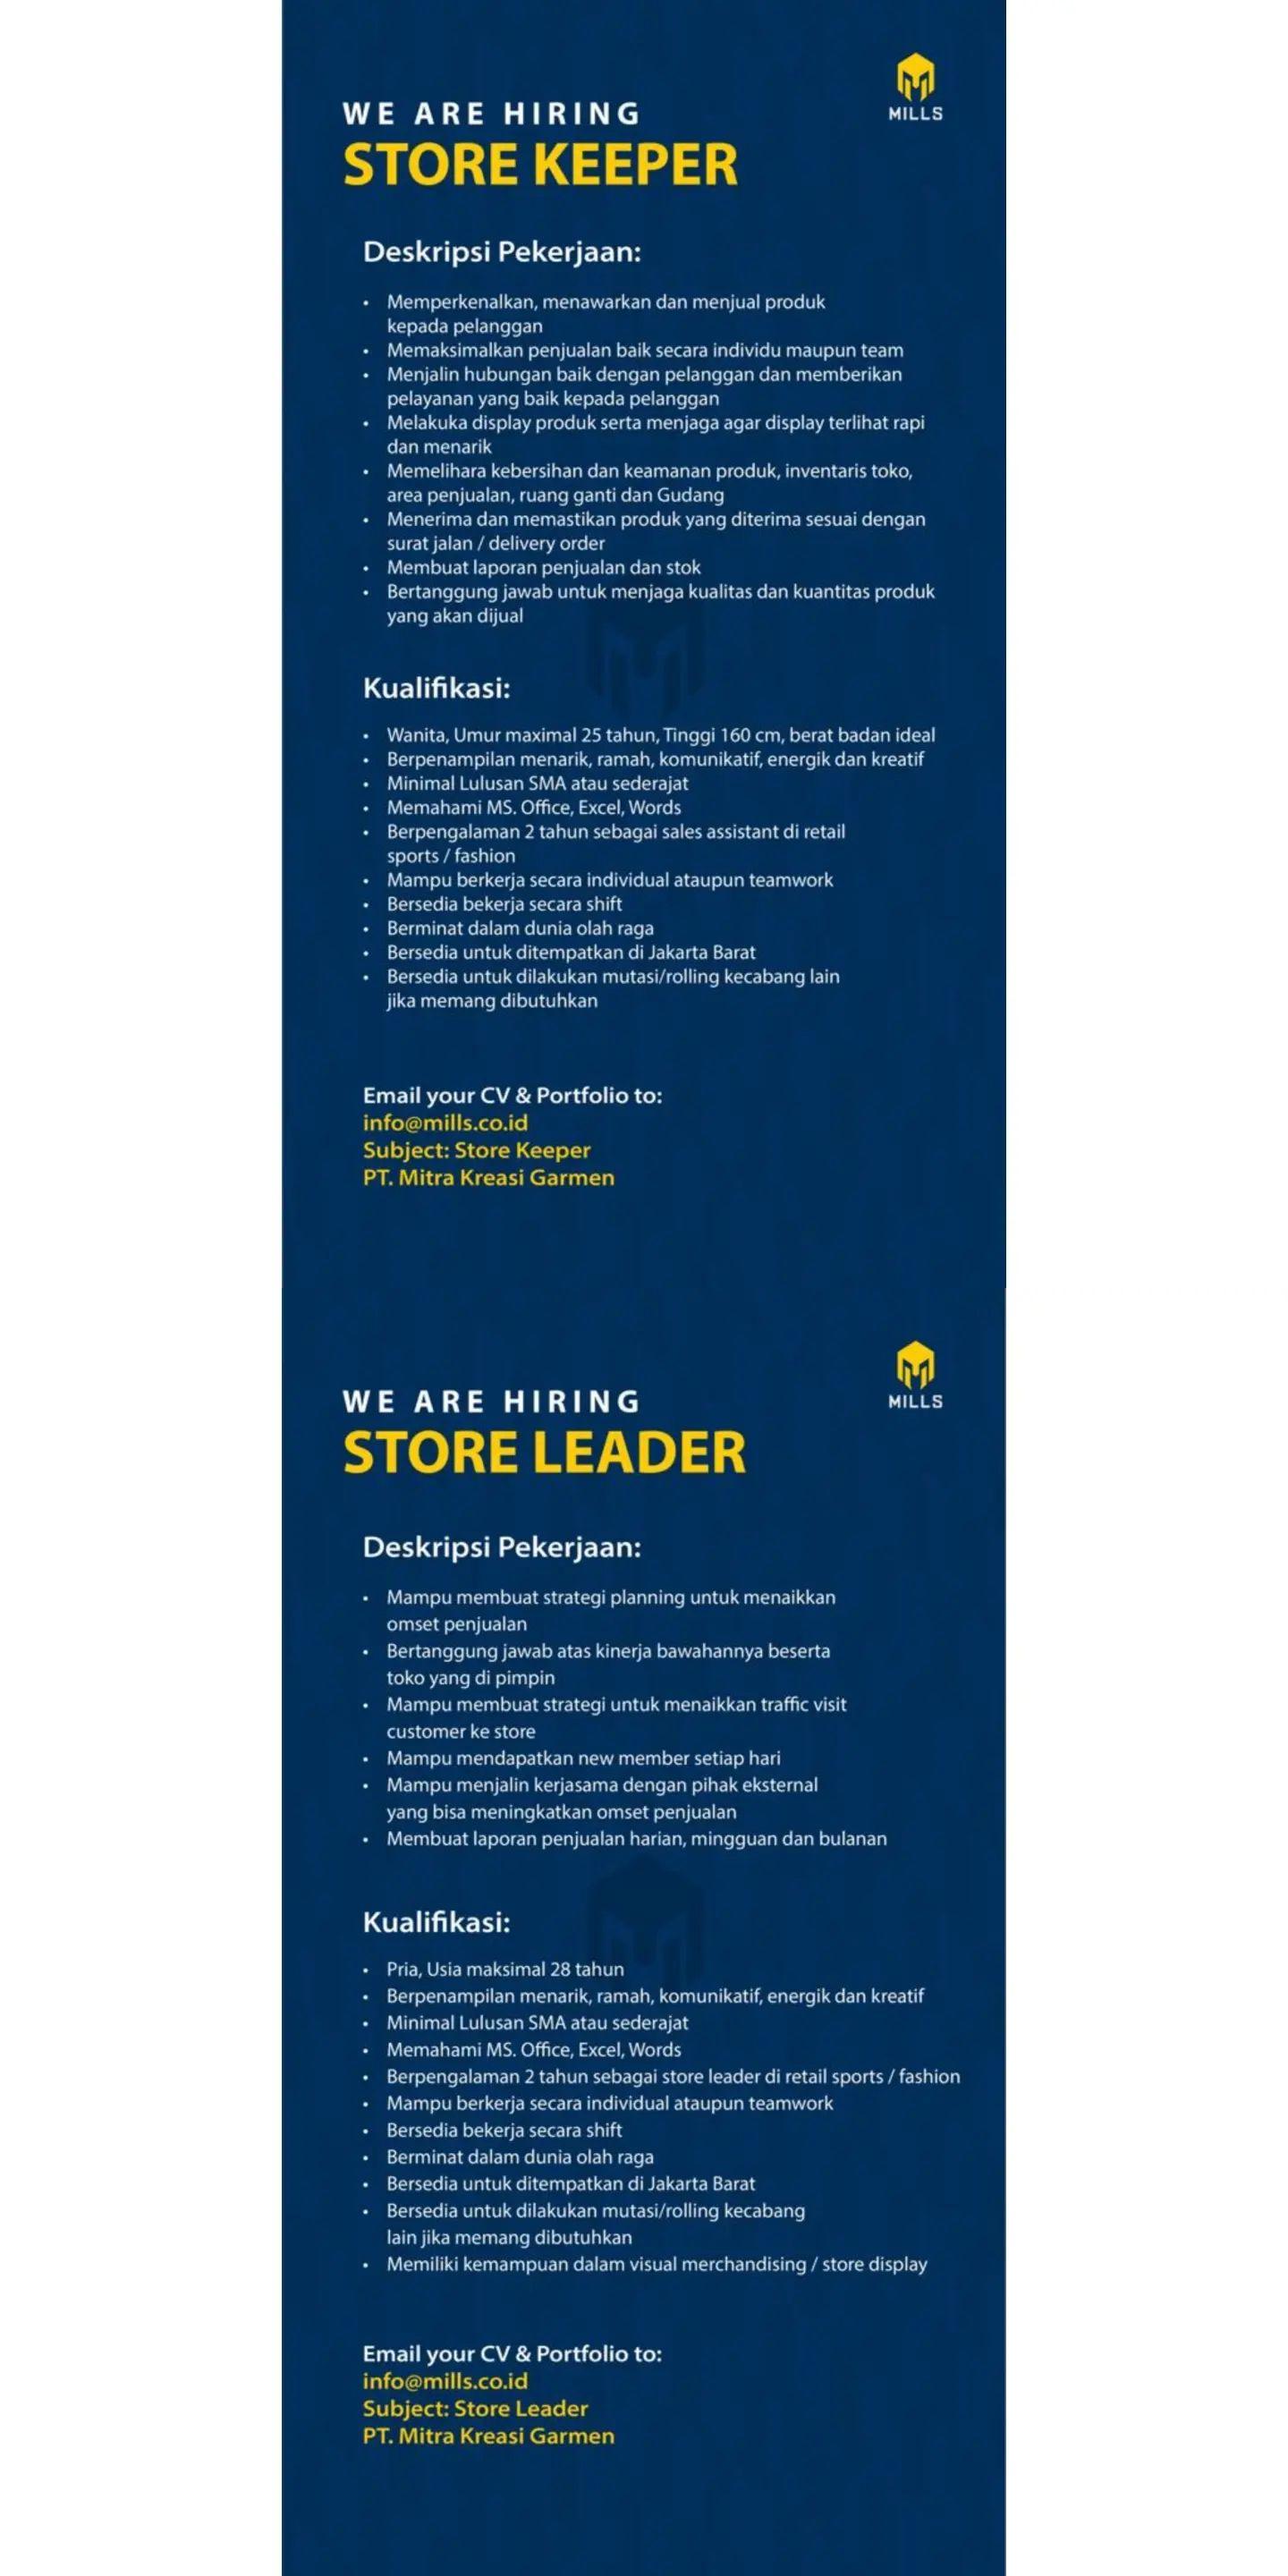 MILLS
WE ARE HIRING
STORE KEEPER
Deskripsi Pekerjaan:
• Memperkenalkan, menawarkan dan menjual produk
kepada pelanggan
• Memaksimalkan penjualan baik secara individu maupun team
• Menjalin hubungan baik dengan pelanggan dan memberikan
pelayanan yang baik kepada pelanggan
• Melakuka display produk serta menjaga agar display terlihat rapi
dan menarik
• Memelihara kebersihan dan keamanan produk, inventaris toko,
area penjualan, ruang ganti dan Gudang
• Menerima dan memastikan produk yang diterima sesuai dengan
surat jalan / delivery order
• Membuat laporan penjualan dan stok
• Bertanggung jawab untuk menjaga kualitas dan kuantitas produk
yang akan dijual
Kualifikasi:
• Wanita, Umur maximal 25 tahun, Tinggi 160 cm, berat badan ideal
• Berpenampilan menarik, ramah, komunikatif, energik dan kreatif
• Minimal Lulusan SMA atau sederajat
• Memahami MS. Office, Excel, Words
• Berpengalaman 2 tahun sebagai sales assistant di retail
sports / fashion
• Mampu berkerja secara individual ataupun teamwork
• Bersedia bekerja secara shift
• Berminat dalam dunia olah raga
• Bersedia untuk ditempatkan di Jakarta Barat
• Bersedia untuk dilakukan mutasi/rolling kecabang lain
jika memang dibutuhkan
Email your CV & Portfolio to:
info@mills.co.id
Subject: Store Keeper
PT. Mitra Kreasi Garmen
MILLS
WE ARE HIRING
STORE LEADER
Deskripsi Pekerjaan:
• Mampu membuat strategi planning untuk menaikkan
omset penjualan
• Bertanggung jawab atas kinerja bawahannya beserta
toko yang di pimpin
• Mampu membuat strategi untuk menaikkan traffic visit
customer ke store
• Mampu mendapatkan new member setiap hari
• Mampu menjalin kerjasama dengan pihak eksternal
yang bisa meningkatkan omset penjualan
• Membuat laporan penjualan harian, mingguan dan bulanan
Kualifikasi:
• Pria, Usia maksimal 28 tahun
• Berpenampilan menarik, ramah, komunikatif, energik dan kreatif
• Minimal Lulusan SMA atau sederajat
• Memahami MS. Office, Excel, Words
• Berpengalaman 2 tahun sebagai store leader di retail sports / fashion
• Mampu berkerja secara individual ataupun teamwork
• Bersedia bekerja secara shift
• Berminat dalam dunia olah raga
• Bersedia untuk ditempatkan di Jakarta Barat
• Bersedia untuk dilakukan mutasi/rolling kecabang
lain jika memang dibutuhkan
• Memiliki kemampuan dalam visual merchandising / store display
Email your CV & Portfolio to:
info@mills.co.id
Subject: Store Leader
PT. Mitra Kreasi Garmen